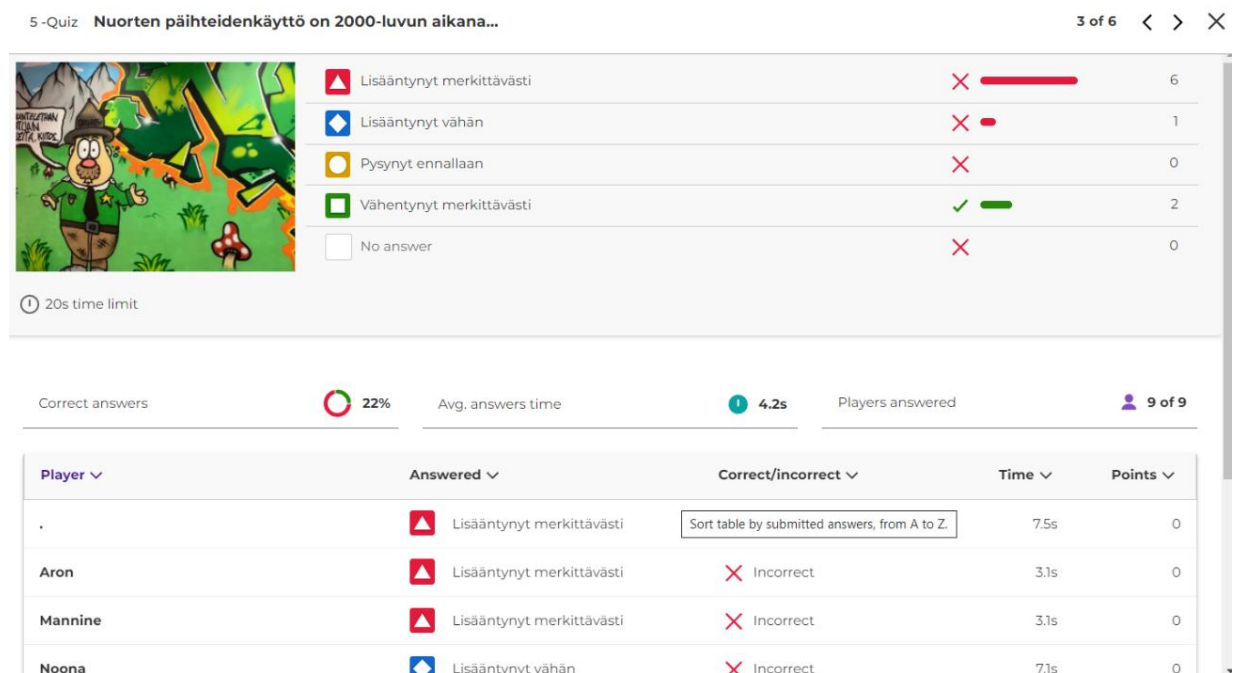 5 -Quiz Nuorten päihteidenkäyttö on 2000-luvun aikana...
3 of 6
Lisääntynyt merkittävästi 6
Lisääntynyt vähän 1
Pysynyt ennallaan 0
Vähentynyt merkittävästi 2
No answer 0
20s time limit
Correct answers 22%
Avg. answers time 4.2s
Players answered 9 of 9
Player Answered Correct/incorrect Time Points
. Lisääntynyt merkittävästi Sort table by submitted answers, from A to Z. 7.5s 0
Aron Lisääntynyt merkittävästi Incorrect 3.1s 0
Mannine Lisääntynyt merkittävästi Incorrect 3.1s 0
Noona Lisääntynyt vähän Incorrect 7.1s 0